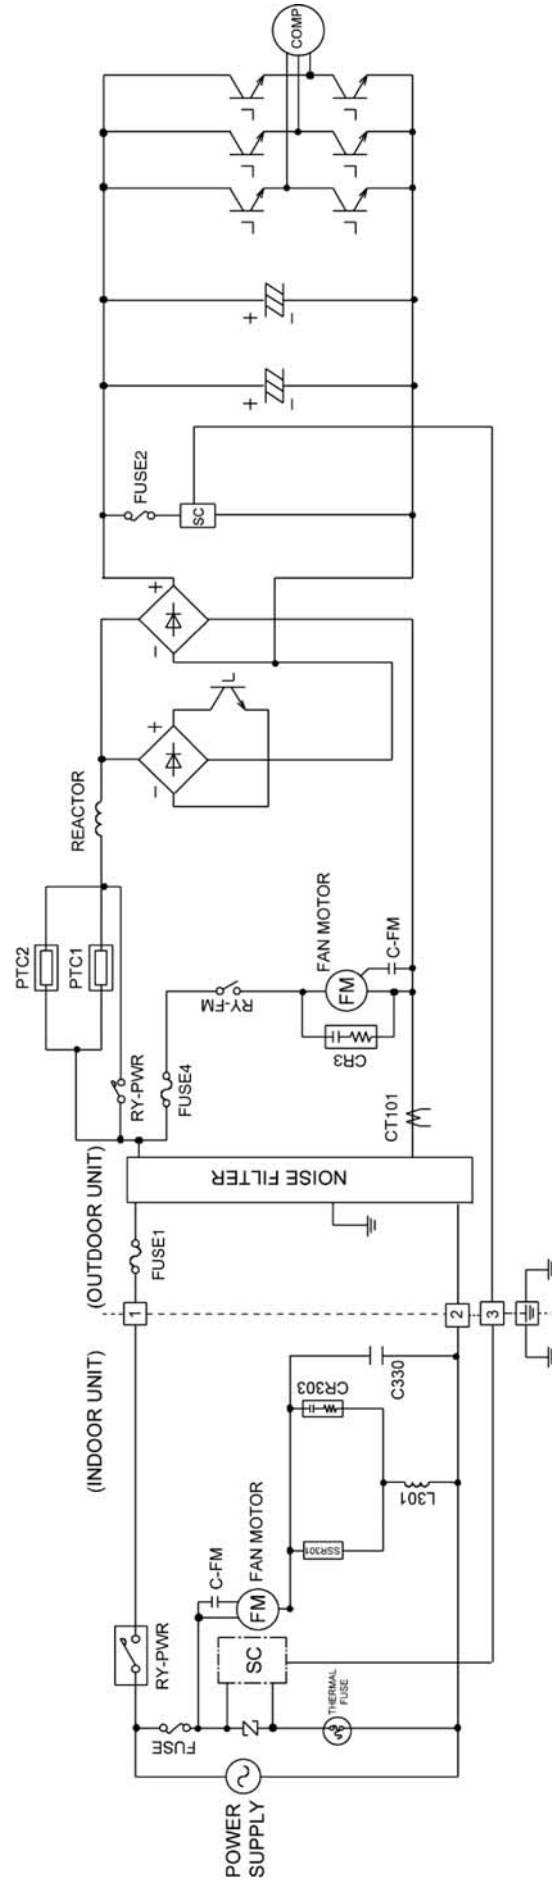 POWER
SUPPLY
FUSE
RY-PWR
SC
THERMAL
FUSE
C-FM
FM
FAN MOTOR
SSR301
L301
CR303
C330
(INDOOR UNIT)
1
2
3
(OUTDOOR UNIT)
FUSE1
NOISE FILTER
RY-PWR
FUSE4
CT101
PTC2
PTC1
RY-FM
CR3
FM
FAN MOTOR
C-FM
REACTOR
+
−
+
−
FUSE2
SC
+
−
+
−
COMP